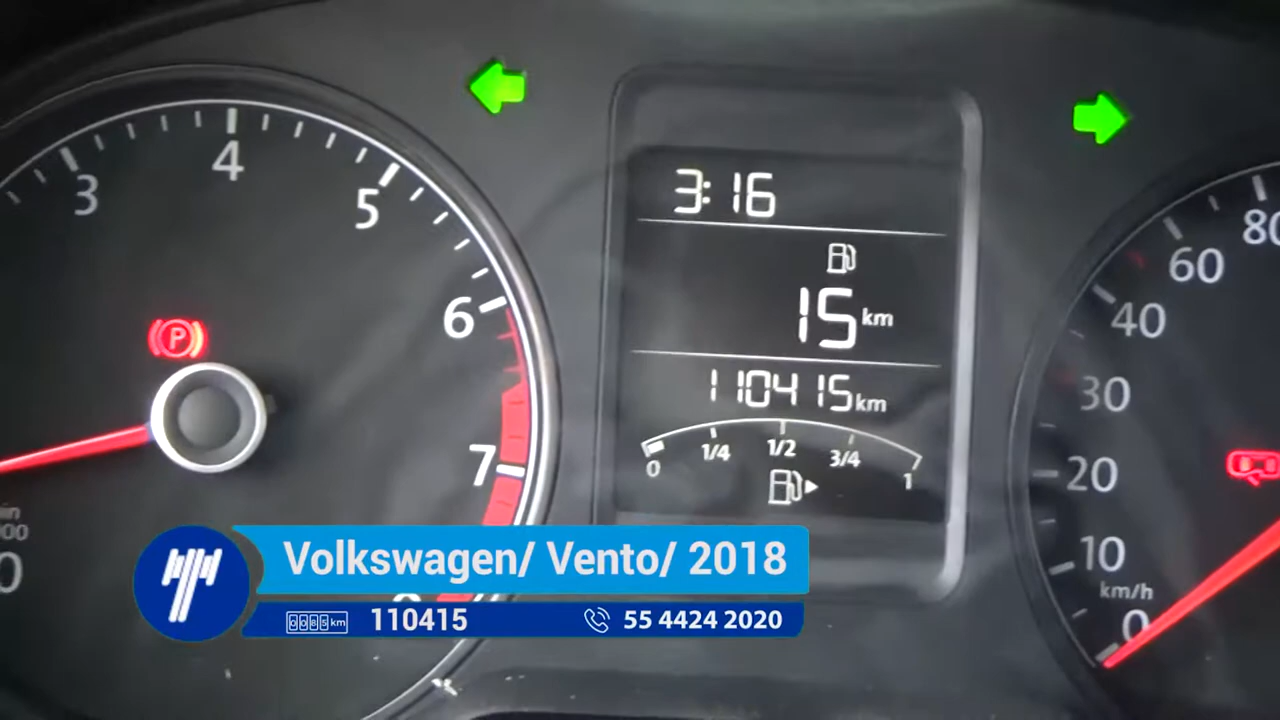 3
4
5
6
7
3:16
15 km
110415 km
0 1/4 1/2 3/4 1
P
80
60
40
30
20
10
km/h
0
Volkswagen/ Vento/ 2018
km 110415 55 4424 2020